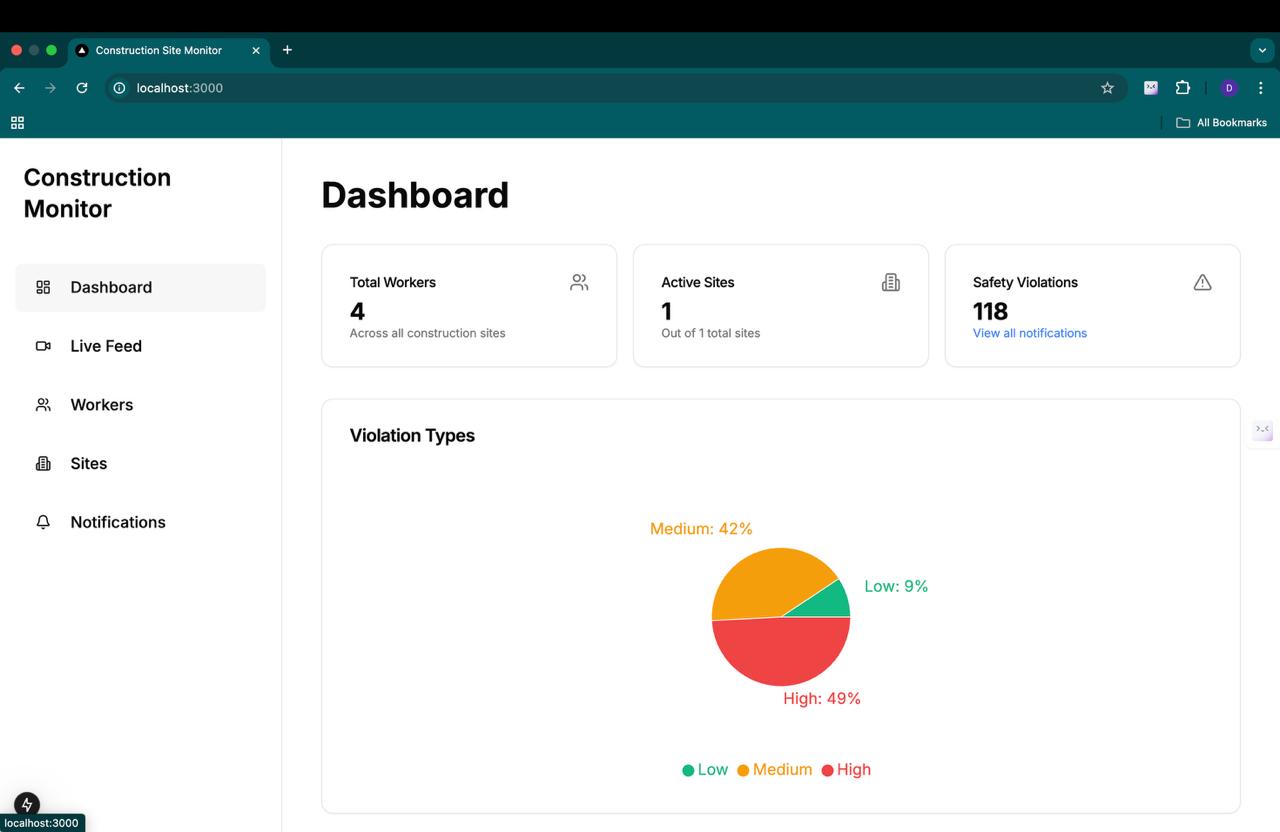 Construction Site Monitor
localhost:3000
D
All Bookmarks
Construction
Monitor
Dashboard
Live Feed
Workers
Sites
Notifications
Dashboard
Total Workers
4
Across all construction sites
Active Sites
1
Out of 1 total sites
Safety Violations
118
View all notifications
Violation Types
Medium: 42%
Low: 9%
High: 49%
Low Medium High
localhost:3000